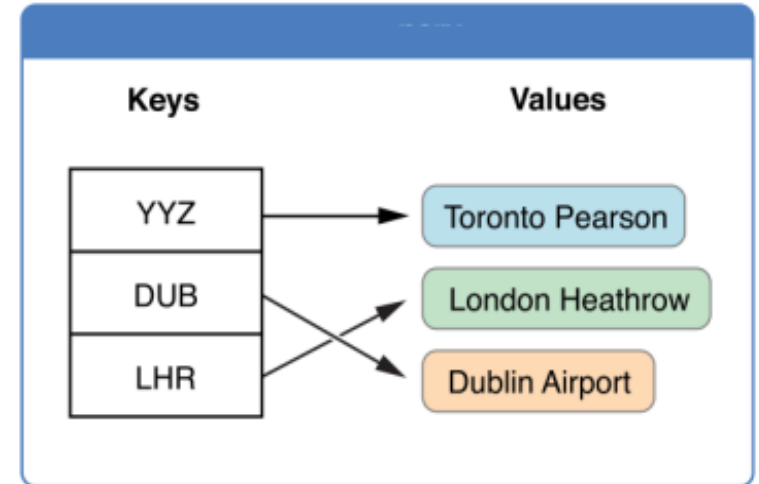 Keys Values
YYZ Toronto Pearson
DUB London Heathrow
LHR Dublin Airport